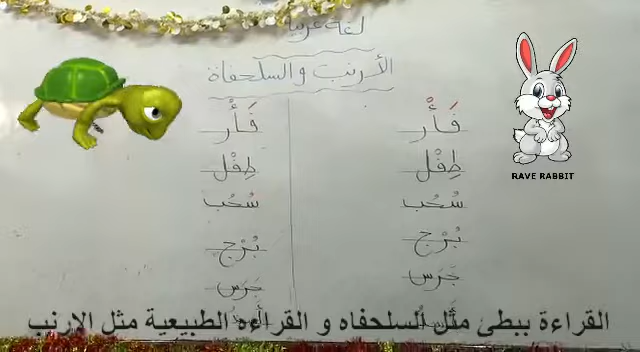 لغة عربية
الأرنب والسلحفاة
فَأْر
فَأْر
طِفْل
طِفْل
سُحُب
سُحُب
بُرْج
بُرْج
جَرَس
جَرَس
RAVE RABBIT
القراءة ببطئ مثل السلحفاه و القراءه الطبيعية مثل الارنب